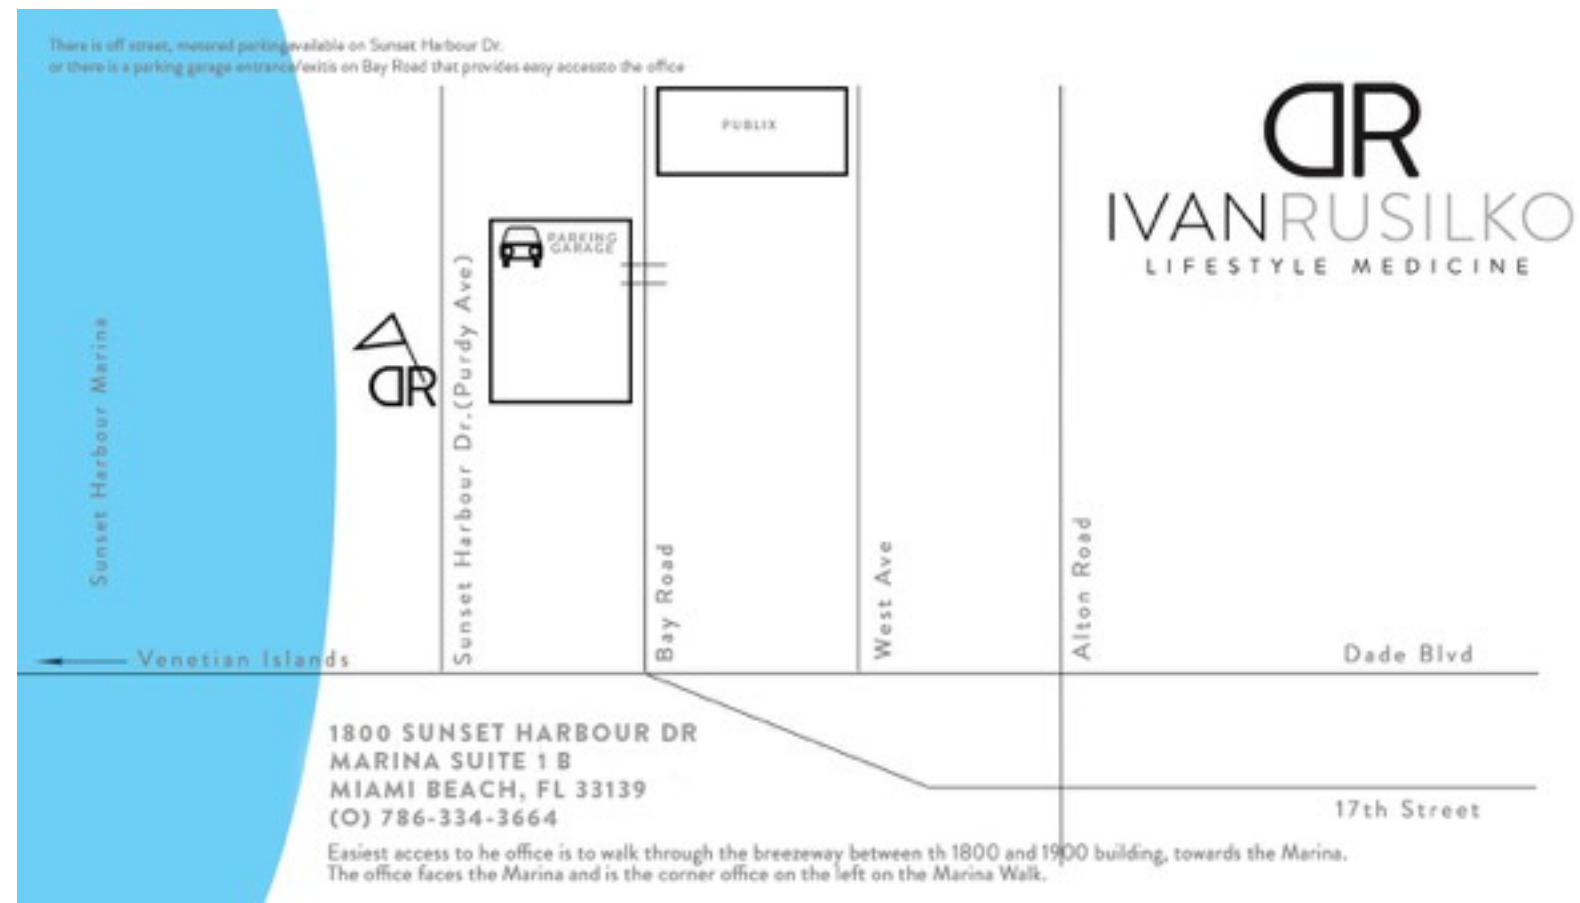 There is off street, metered parkingavailable on Sunset Harbour Dr.
or there is a parking garage entrance/exitis on Bay Road that provides easy accessto the office
PUBLIX
DR
IVANRUSILKO
LIFESTYLE MEDICINE
PARKING
GARAGE
DR
Sunset Harbour Marina
Sunset Harbour Dr.(Purdy Ave)
Bay Road
West Ave
Alton Road
Venetian Islands
Dade Blvd
1800 SUNSET HARBOUR DR
MARINA SUITE 1 B
MIAMI BEACH, FL 33139
(O) 786-334-3664
17th Street
Easiest access to he office is to walk through the breezeway between th 1800 and 1900 building, towards the Marina.
The office faces the Marina and is the corner office on the left on the Marina Walk.